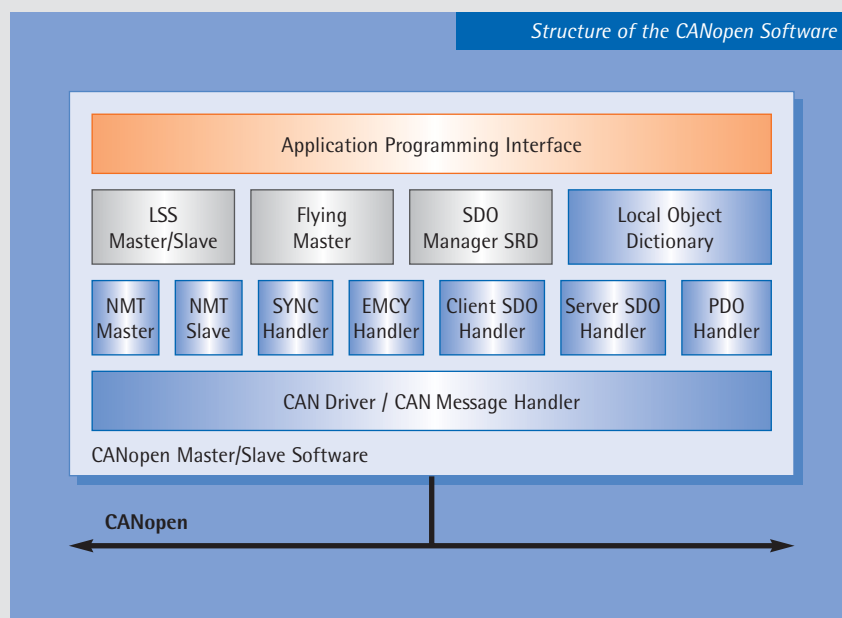 Structure of the CANopen Software
Application Programming Interface
LSS
Master/Slave
Flying
Master
SDO
Manager SRD
Local Object
Dictionary
NMT
Master
NMT
Slave
SYNC
Handler
EMCY
Handler
Client SDO
Handler
Server SDO
Handler
PDO
Handler
CAN Driver / CAN Message Handler
CANopen Master/Slave Software
CANopen